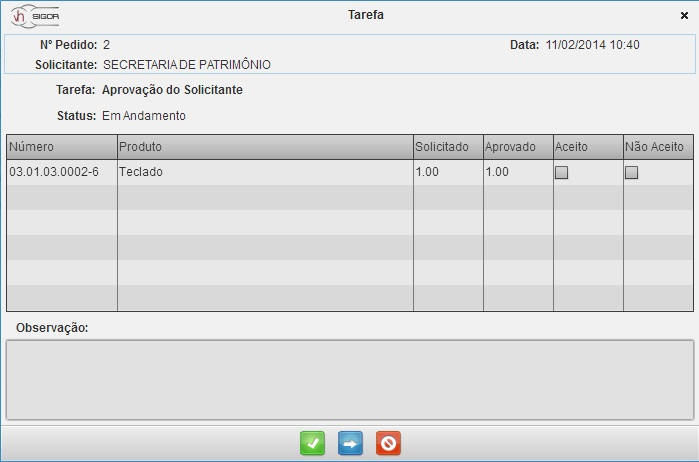 vh SIGOR
Tarefa
Nº Pedido: 2
Data: 11/02/2014 10:40
Solicitante: SECRETARIA DE PATRIMÔNIO
Tarefa: Aprovação do Solicitante
Status: Em Andamento
Número Produto Solicitado Aprovado Aceito Não Aceito
03.01.03.0002-6 Teclado 1.00 1.00
Observação: